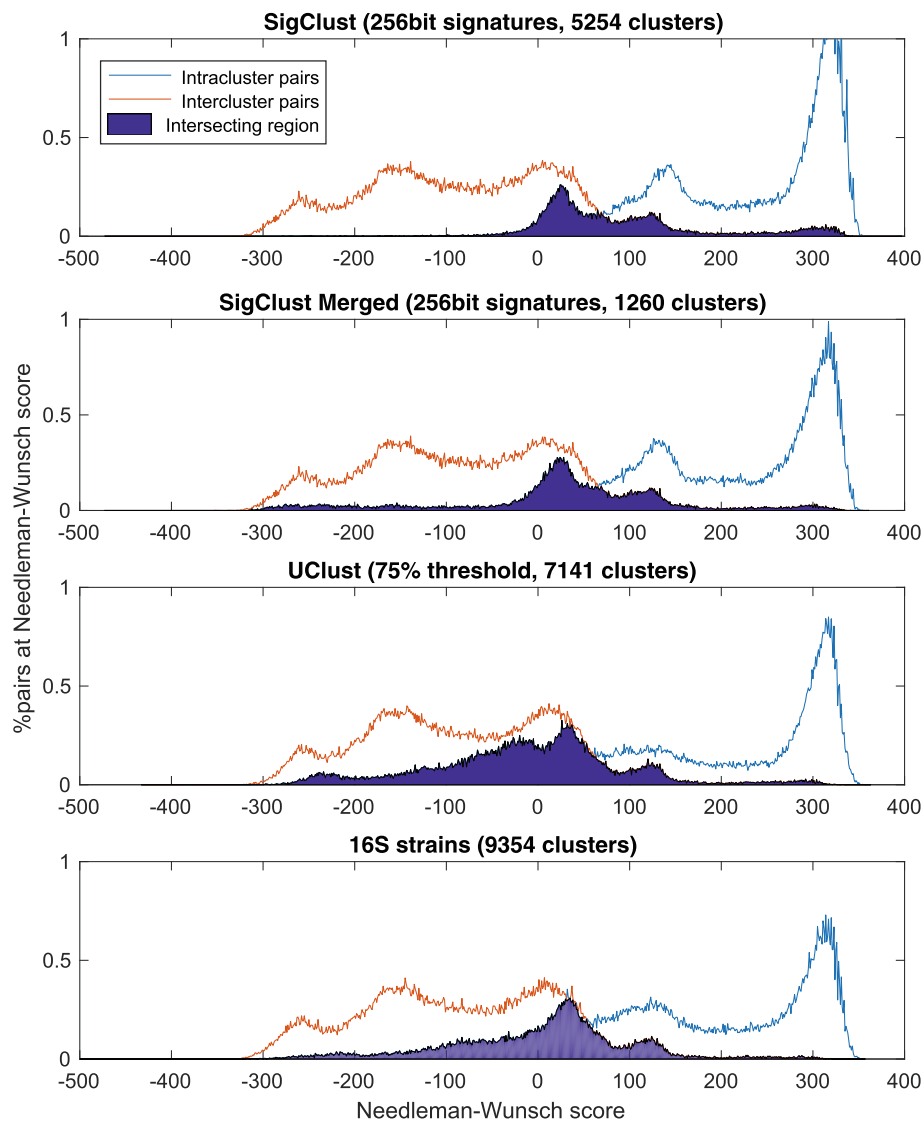 SigClust (256bit signatures, 5254 clusters)
1
0.5
0
Intracluster pairs
Intercluster pairs
Intersecting region
-500 -400 -300 -200 -100 0 100 200 300 400
SigClust Merged (256bit signatures, 1260 clusters)
1
0.5
0
-500 -400 -300 -200 -100 0 100 200 300 400
%pairs at Needleman-Wunsch score
UClust (75% threshold, 7141 clusters)
1
0.5
0
-500 -400 -300 -200 -100 0 100 200 300 400
16S strains (9354 clusters)
1
0.5
0
-500 -400 -300 -200 -100 0 100 200 300 400
Needleman-Wunsch score